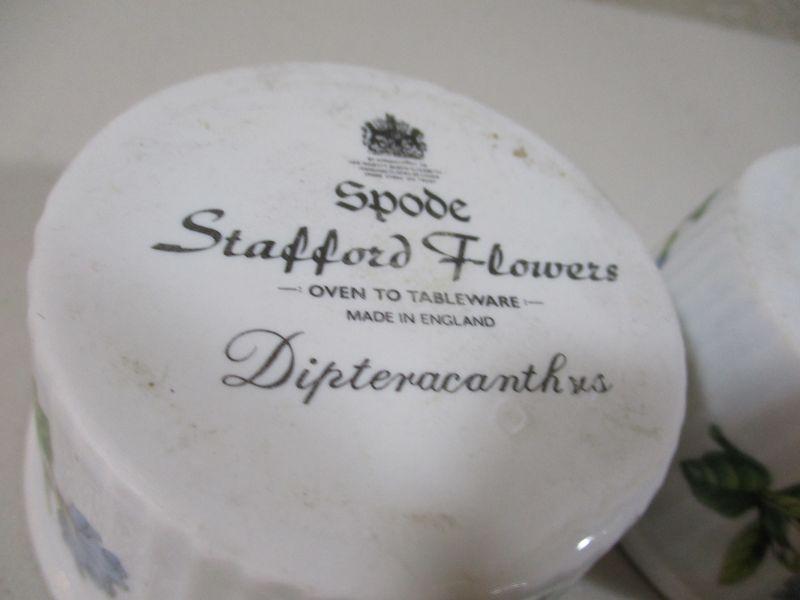 Spode
Stafford Flowers
OVEN TO TABLEWARE
MADE IN ENGLAND
Dipteracanthus